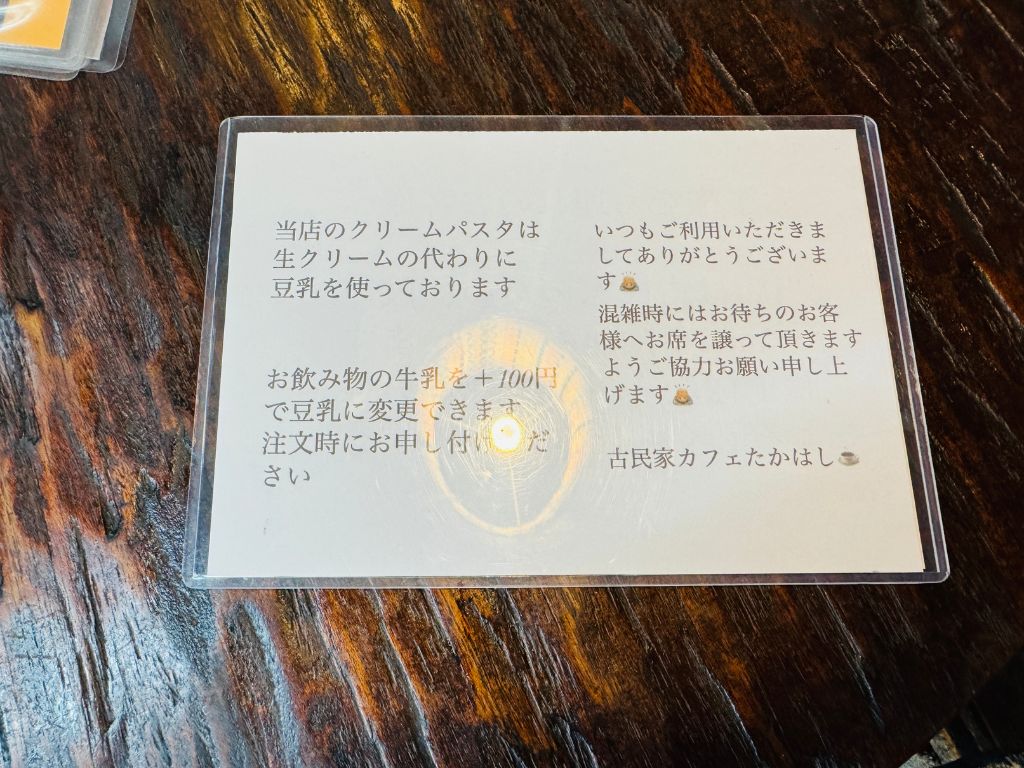 当店のクリームパスタは
生クリームの代わりに
豆乳を使っております
お飲み物の牛乳を＋100円
で豆乳に変更できます
注文時にお申し付けください
いつもご利用いただきま
してありがとうございま
す🙇
混雑時にはお待ちのお客
様へお席を譲って頂きます
ようご協力お願い申し上
げます🙇
古民家カフェたかはし☕